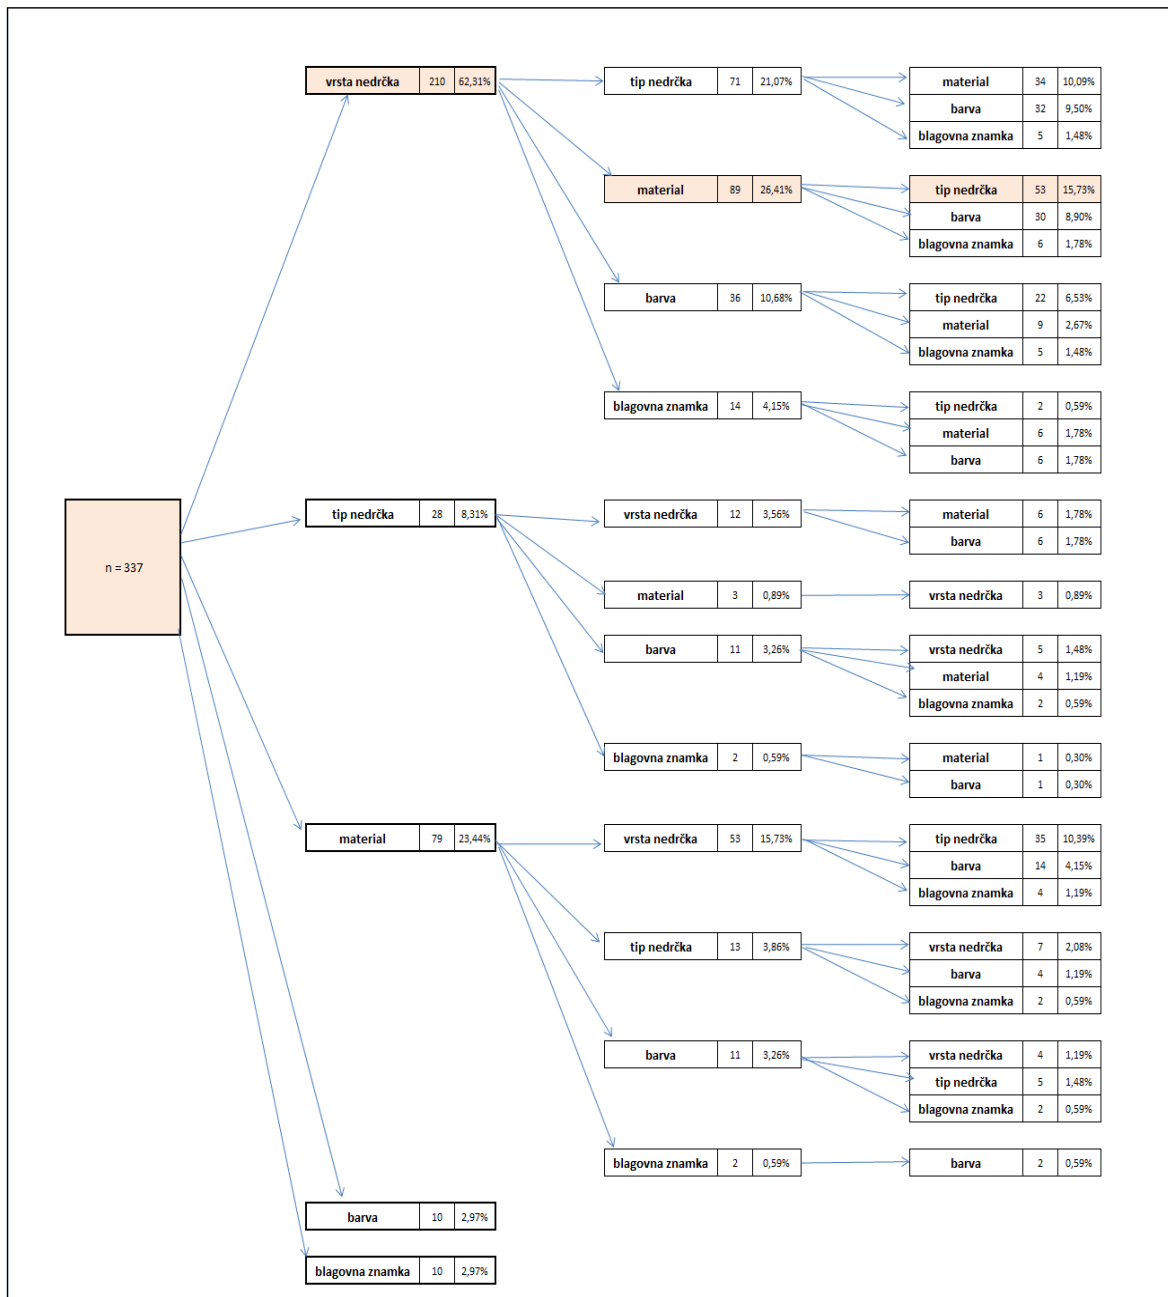 vrsta nedrčka 210 62,31% tip nedrčka 71 21,07% material 34 10,09%
barva 32 9,50%
blagovna znamka 5 1,48%
material 89 26,41% tip nedrčka 53 15,73%
barva 30 8,90%
blagovna znamka 6 1,78%
barva 36 10,68% tip nedrčka 22 6,53%
material 9 2,67%
blagovna znamka 5 1,48%
blagovna znamka 14 4,15% tip nedrčka 2 0,59%
material 6 1,78%
barva 6 1,78%
tip nedrčka 28 8,31% vrsta nedrčka 12 3,56% material 6 1,78%
barva 6 1,78%
n = 337
material 3 0,89% vrsta nedrčka 3 0,89%
barva 11 3,26% vrsta nedrčka 5 1,48%
material 4 1,19%
blagovna znamka 2 0,59%
blagovna znamka 2 0,59% material 1 0,30%
barva 1 0,30%
material 79 23,44% vrsta nedrčka 53 15,73% tip nedrčka 35 10,39%
barva 14 4,15%
blagovna znamka 4 1,19%
tip nedrčka 13 3,86% vrsta nedrčka 7 2,08%
barva 4 1,19%
blagovna znamka 2 0,59%
barva 11 3,26% vrsta nedrčka 4 1,19%
tip nedrčka 5 1,48%
blagovna znamka 2 0,59%
blagovna znamka 2 0,59% barva 2 0,59%
barva 10 2,97%
blagovna znamka 10 2,97%